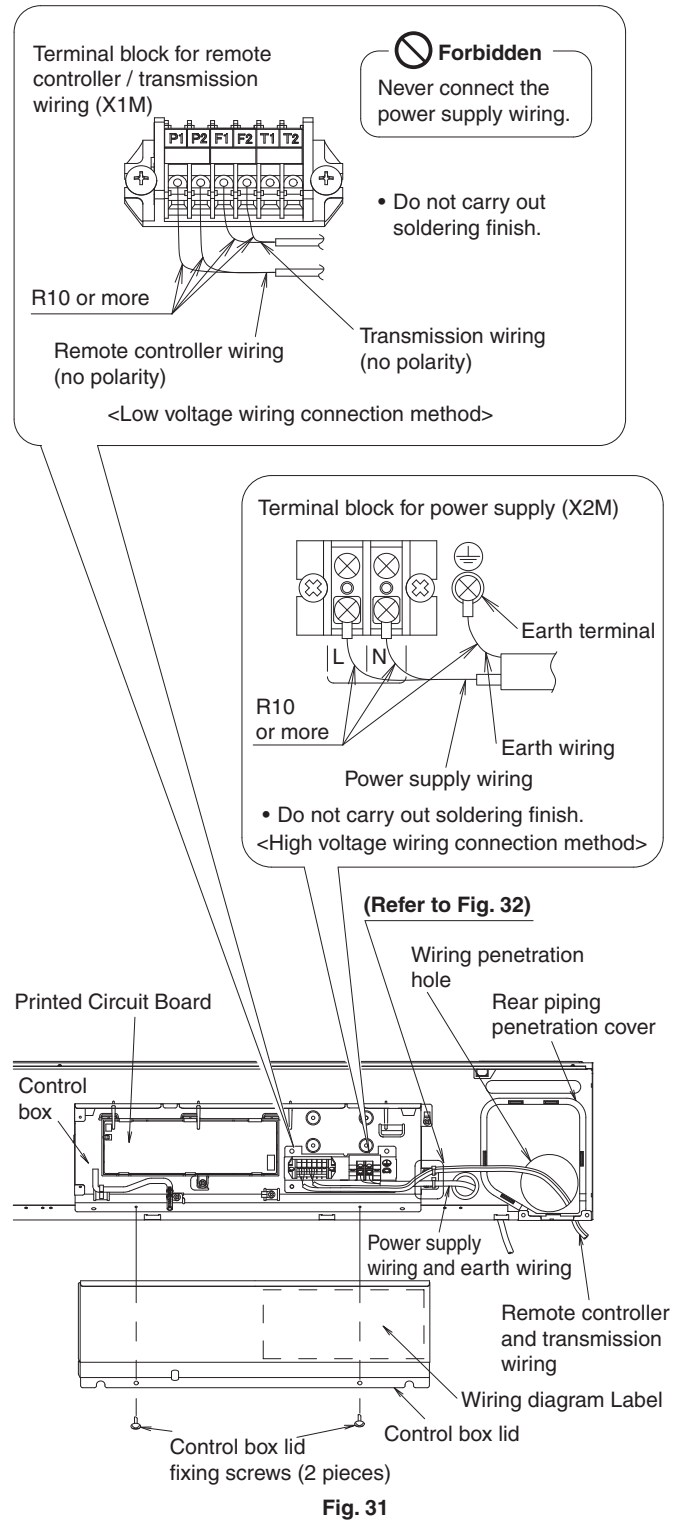 Terminal block for remote
controller / transmission
wiring (X1M)
Forbidden
Never connect the
power supply wiring.
P1 P2 F1 F2 T1 T2
• Do not carry out
soldering finish.
R10 or more
Remote controller wiring
(no polarity)
Transmission wiring
(no polarity)
<Low voltage wiring connection method>
Terminal block for power supply (X2M)
Earth terminal
L N
R10
or more
Earth wiring
Power supply wiring
• Do not carry out soldering finish.
<High voltage wiring connection method>
(Refer to Fig. 32)
Wiring penetration
hole
Printed Circuit Board
Rear piping
penetration cover
Control
box
Power supply
wiring and earth wiring
Remote controller
and transmission
wiring
Wiring diagram Label
Control box lid
Control box lid
fixing screws (2 pieces)
Fig. 31